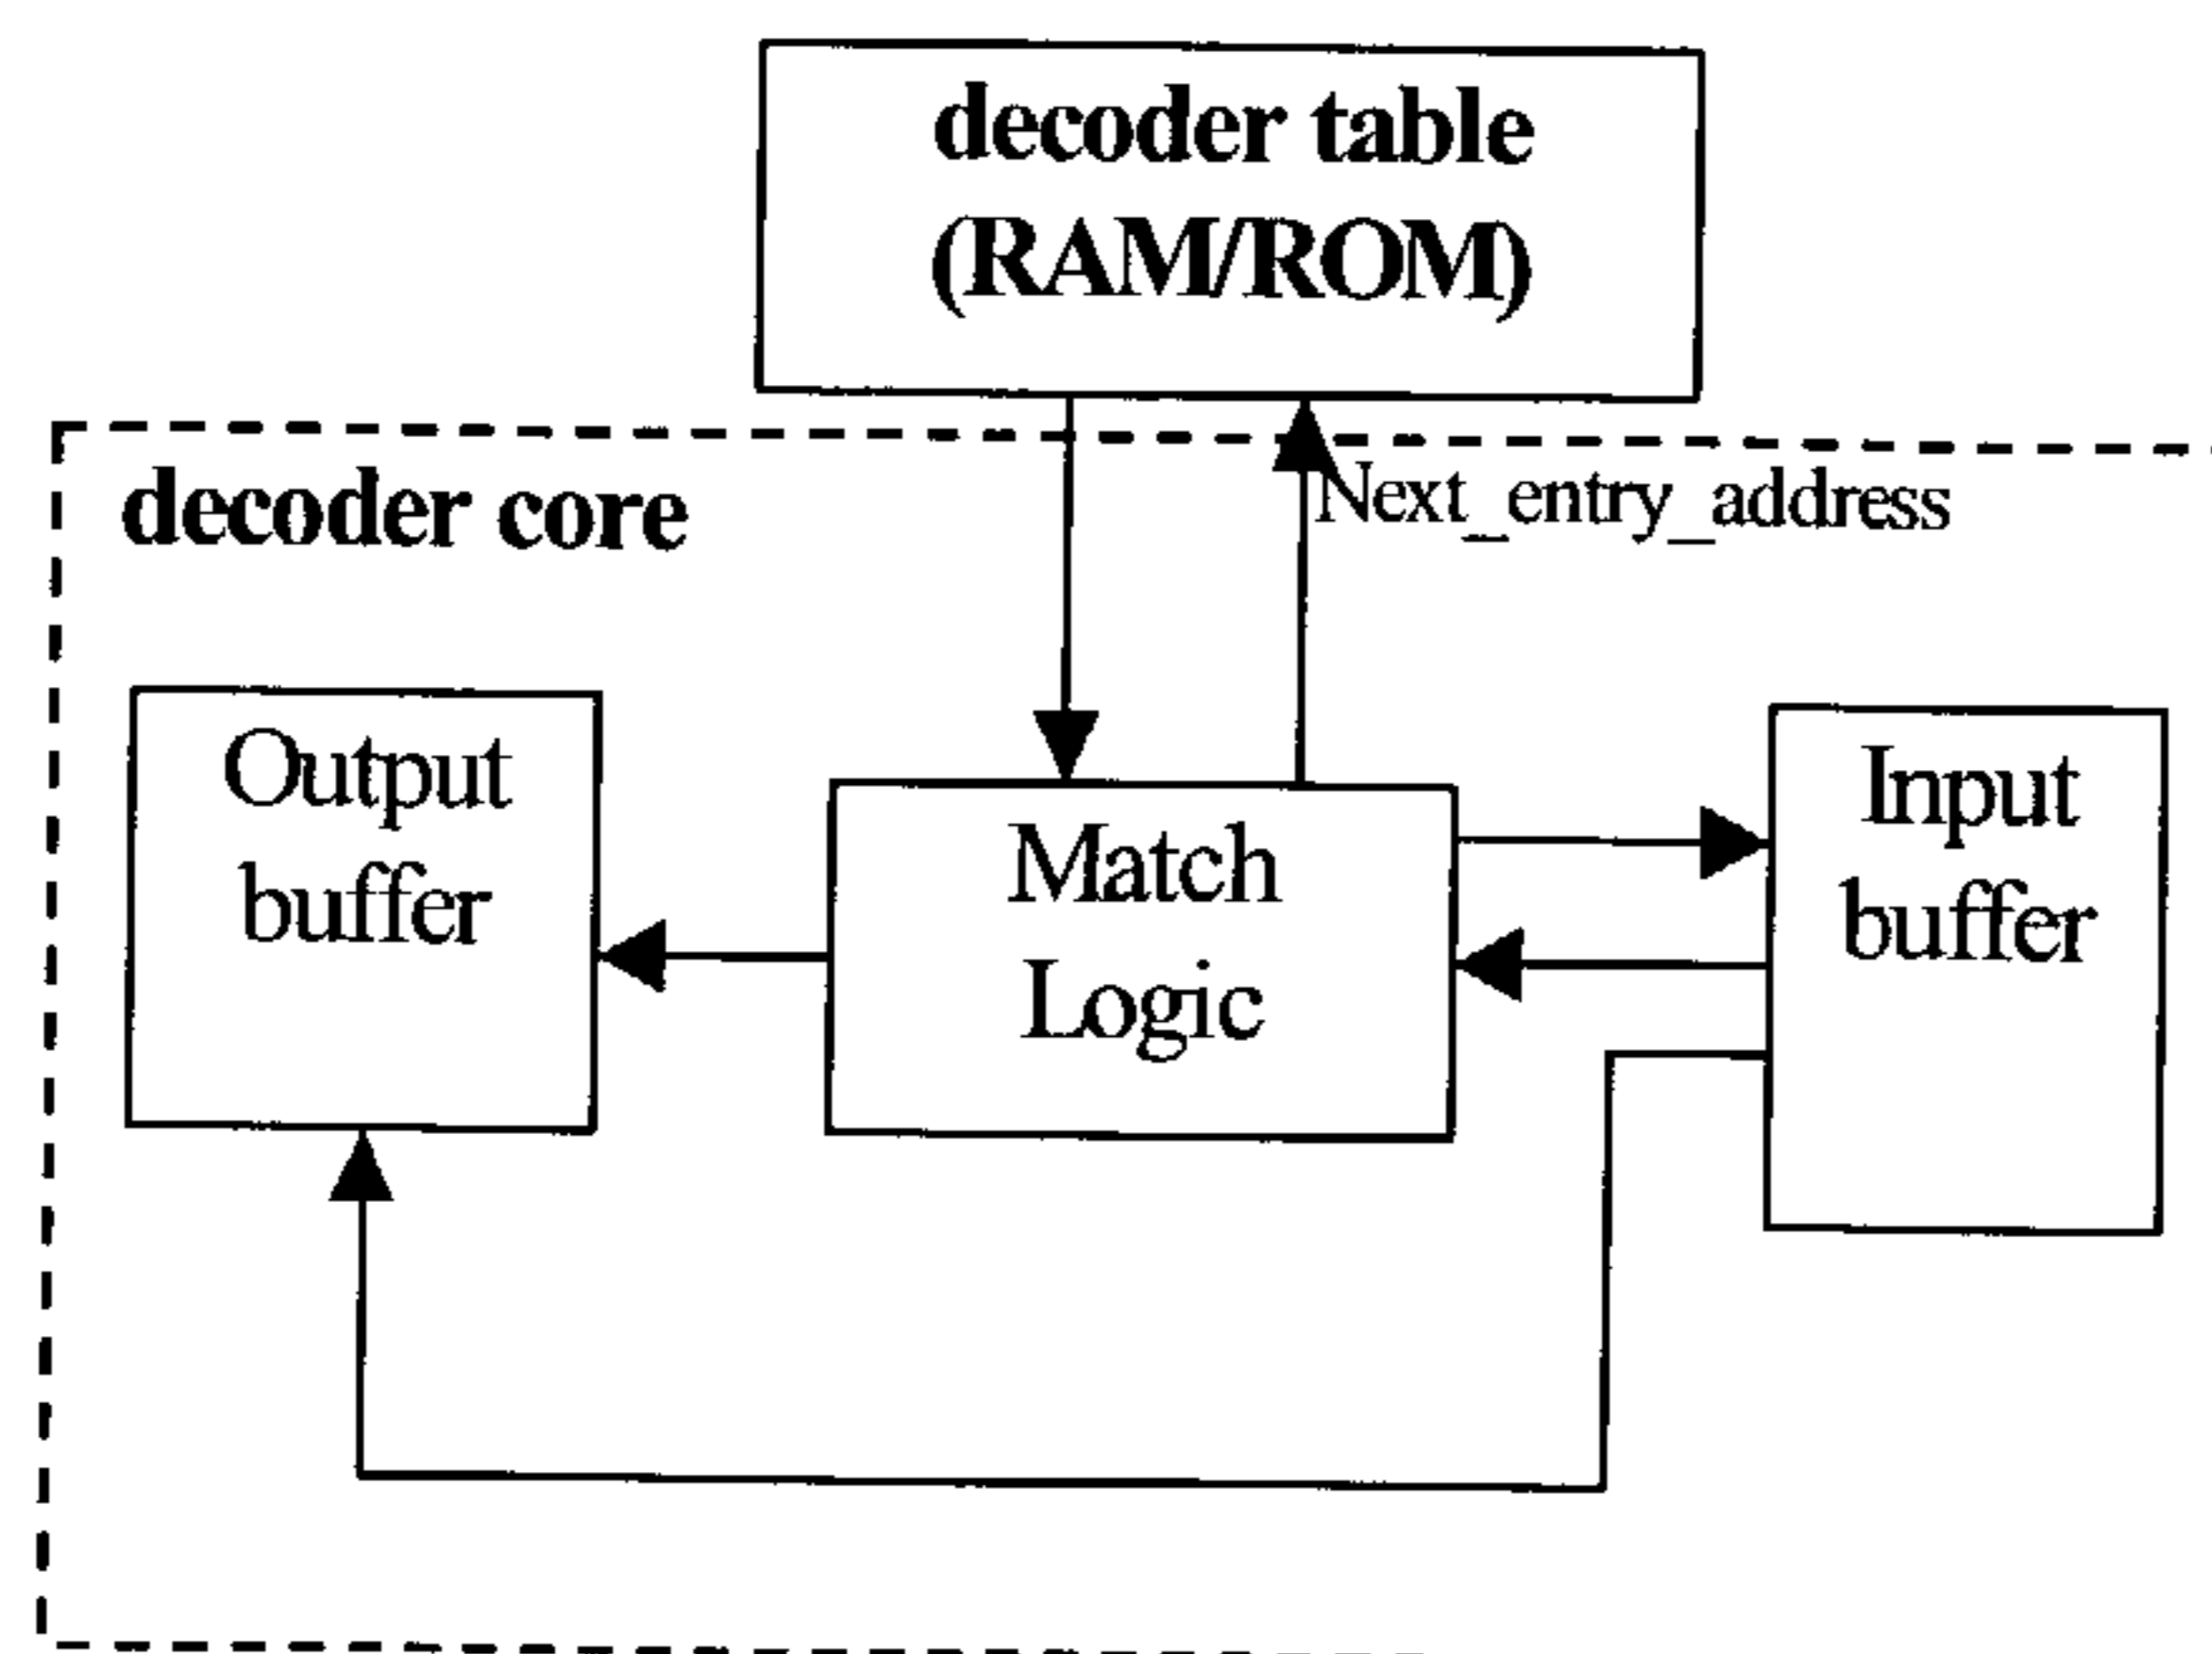 decoder table
(RAM/ROM)
decoder core
Next_entry_address
Output
buffer
Match
Logic
Input
buffer